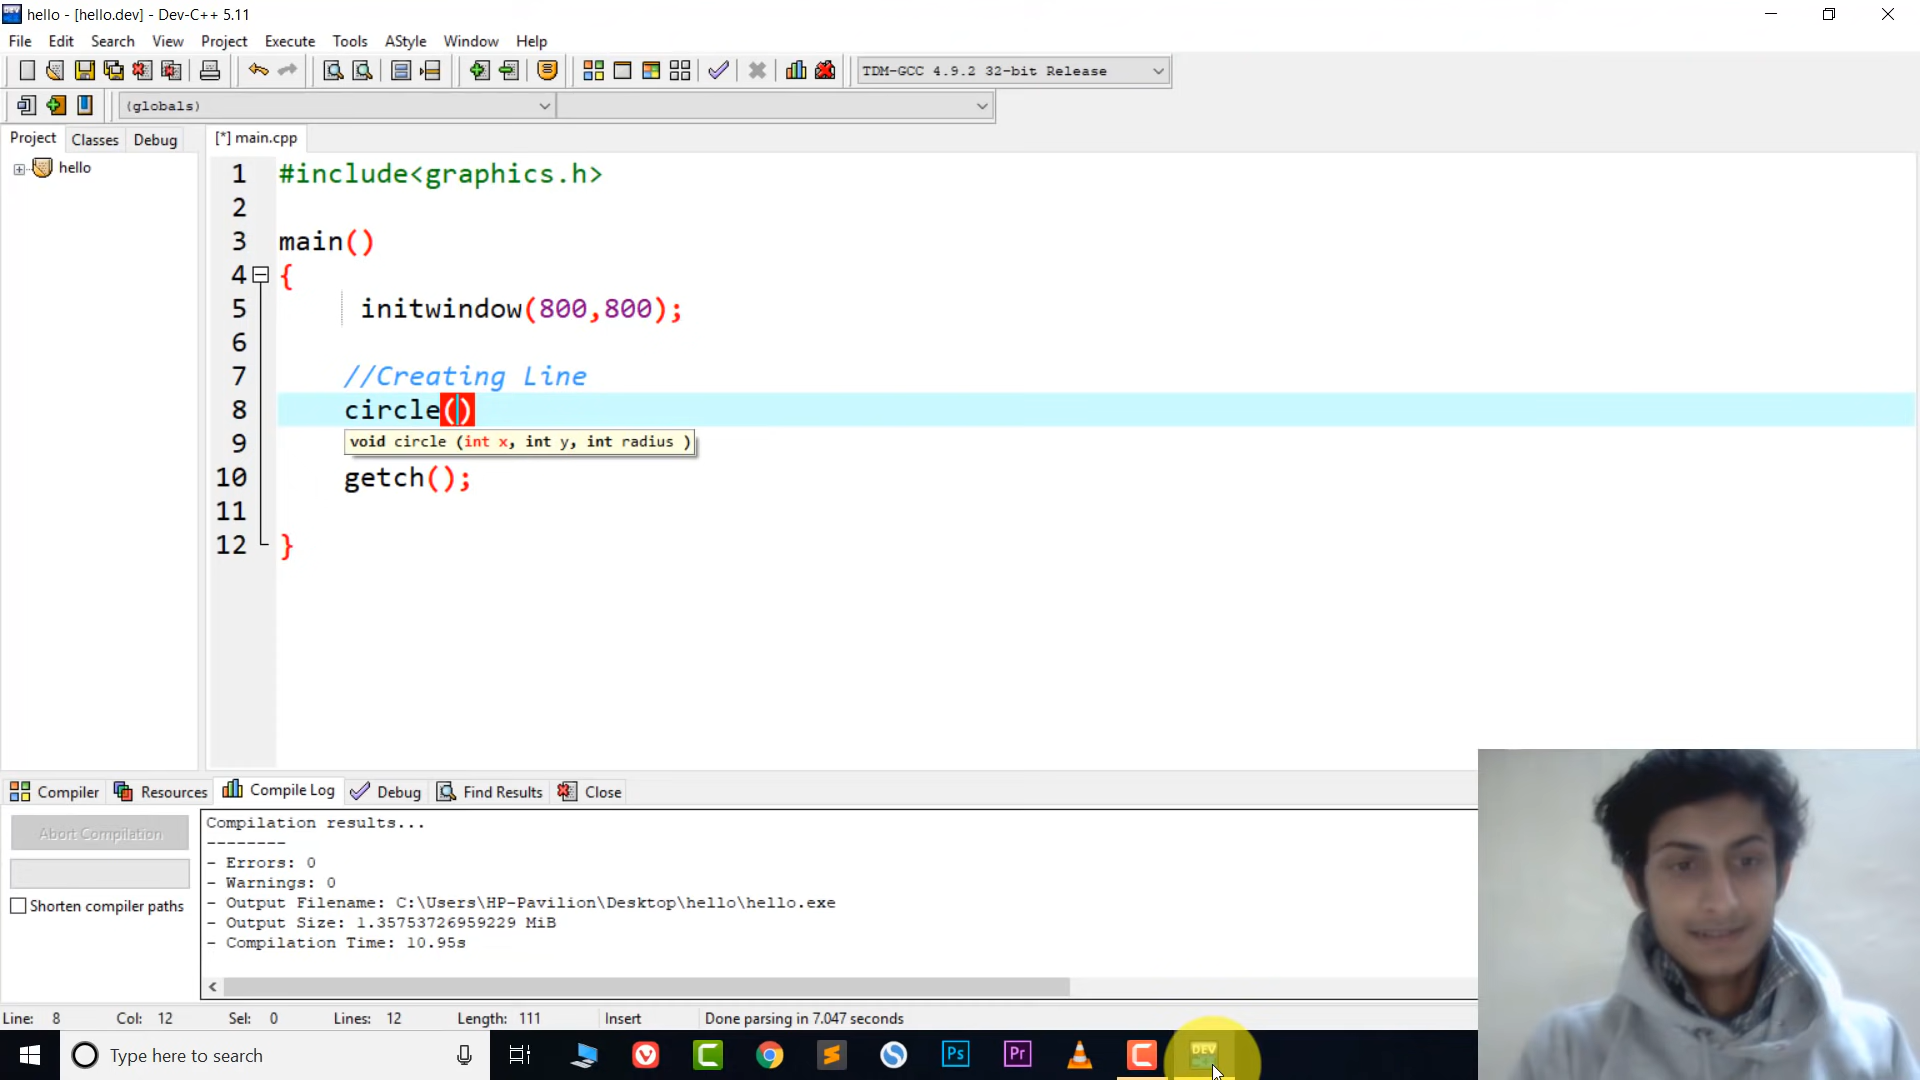 hello - [hello.dev] - Dev-C++ 5.11
File Edit Search View Project Execute Tools AStyle Window Help
TDM-GCC 4.9.2 32-bit Release
(globals)
Project Classes Debug [*] main.cpp
hello
1 #include<graphics.h>
2
3 main()
4 {
5 initwindow(800,800);
6
7 //Creating Line
8 circle()
9 void circle (int x, int y, int radius )
10 getch();
11
12 }
Compiler Resources Compile Log Debug Find Results Close
Abort Compilation
Shorten compiler paths
Compilation results...
--------
- Errors: 0
- Warnings: 0
- Output Filename: C:\Users\HP-Pavilion\Desktop\hello\hello.exe
- Output Size: 1.35753726959229 MiB
- Compilation Time: 10.95s
Line: 8 Col: 12 Sel: 0 Lines: 12 Length: 111 Insert Done parsing in 7.047 seconds
Type here to search
Ps Pr DEV